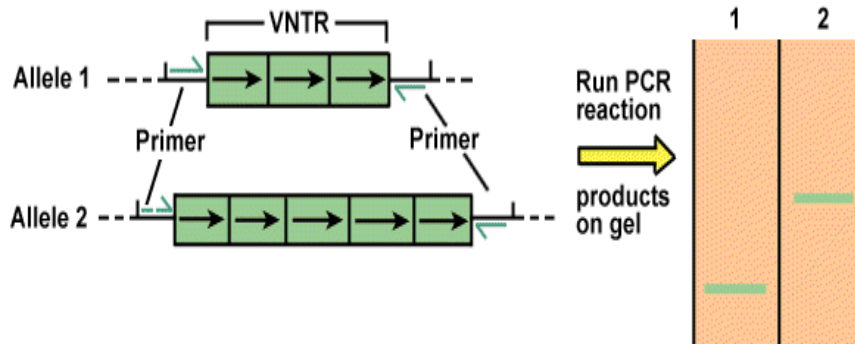 VNTR
Allele 1
Primer
Primer
Allele 2
Run PCR
reaction
products
on gel
1
2